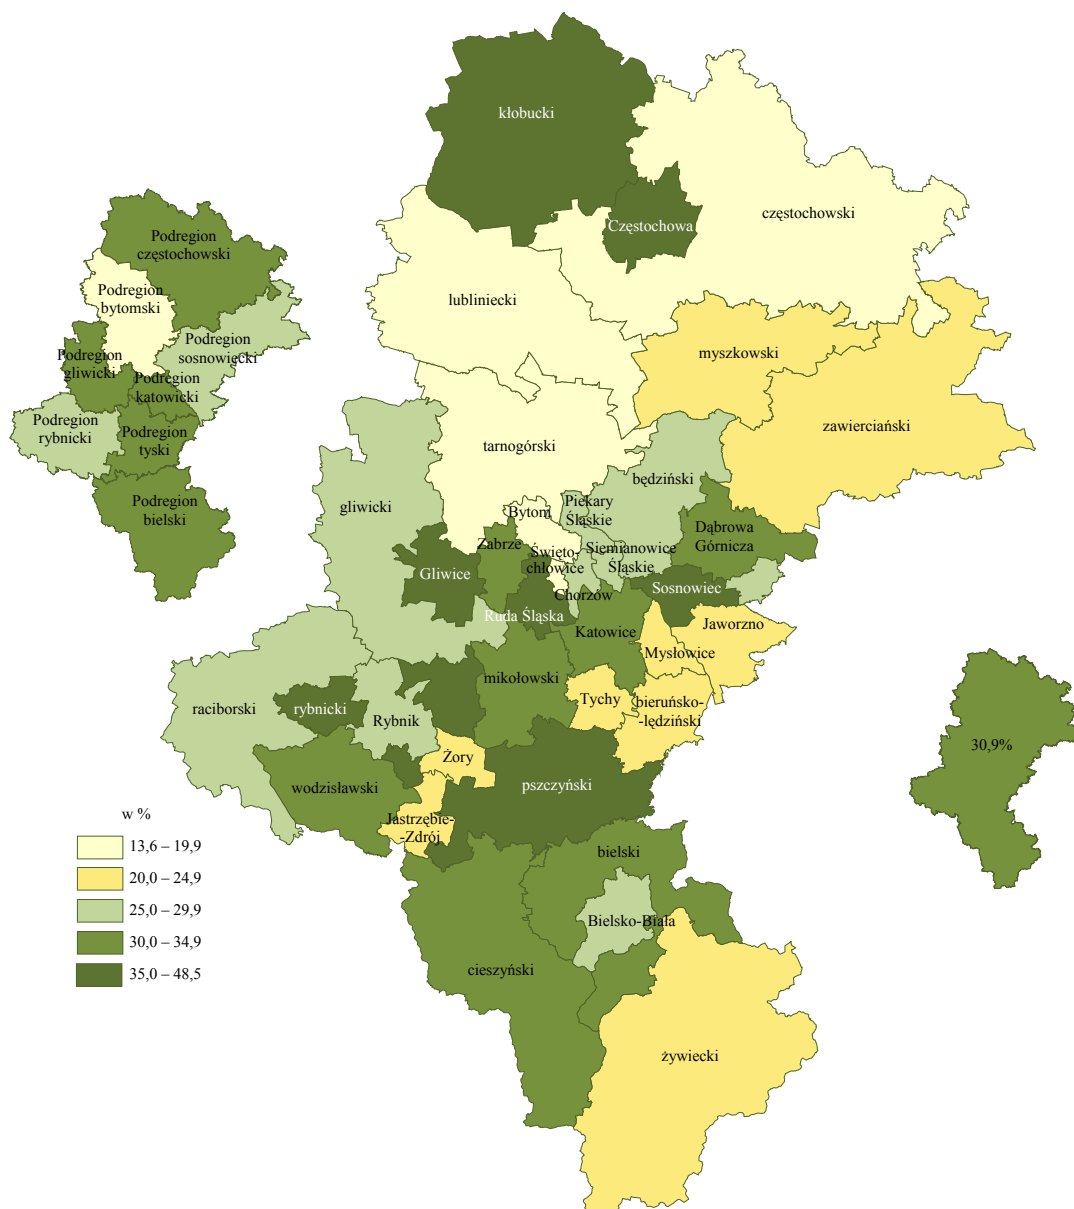 kłobucki
Częstochowa
częstochowski
lubliniecki
myszkowski
zawierciański
tarnogórski
będziński
gliwicki
Bytom
Piekary
Śląskie
Dąbrowa
Górnicza
Zabrze
Święto-
-chłowice
Siemianowice
Śląskie
Gliwice
Sosnowiec
Chorzów
Ruda Śląska
Katowice
Jaworzno
Mysłowice
mikołowski
Tychy
bieruńsko-
-lędziński
raciborski
rybnicki
Rybnik
Żory
wodzisławski
pszczyński
Jastrzębie-
-Zdrój
bielski
Bielsko-Biała
cieszyński
żywiecki
Podregion
częstochowski
Podregion
bytomski
Podregion
sosnowiecki
Podregion
gliwicki
Podregion
katowicki
Podregion
rybnicki
Podregion
tyski
Podregion
bielski
30,9%
w %
13,6 – 19,9
20,0 – 24,9
25,0 – 29,9
30,0 – 34,9
35,0 – 48,5